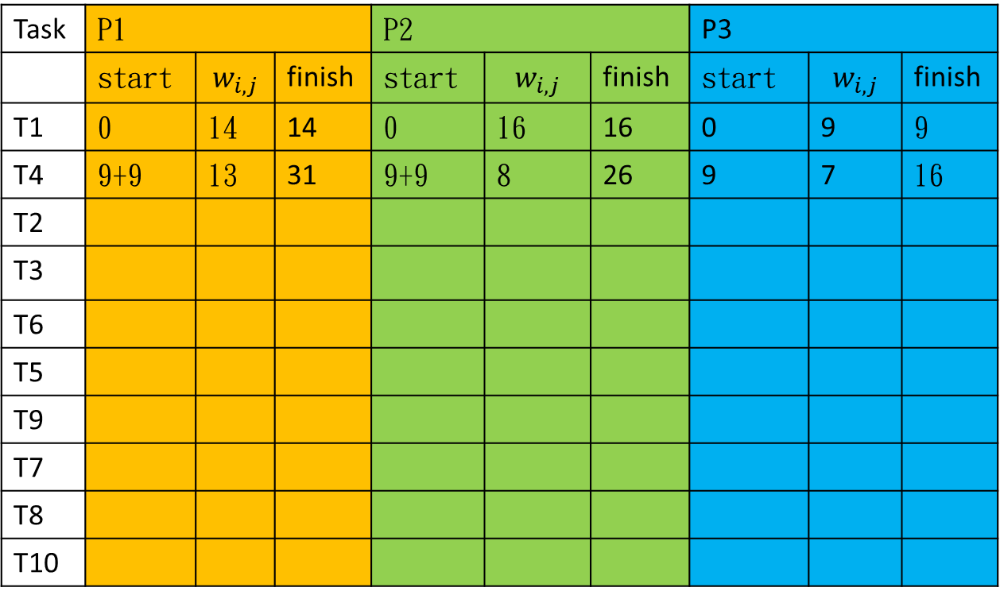 Task P1 P2 P3
start w_{i,j} finish start w_{i,j} finish start w_{i,j} finish
T1 0 14 14 0 16 16 0 9 9
T4 9+9 13 31 9+9 8 26 9 7 16
T2
T3
T6
T5
T9
T7
T8
T10